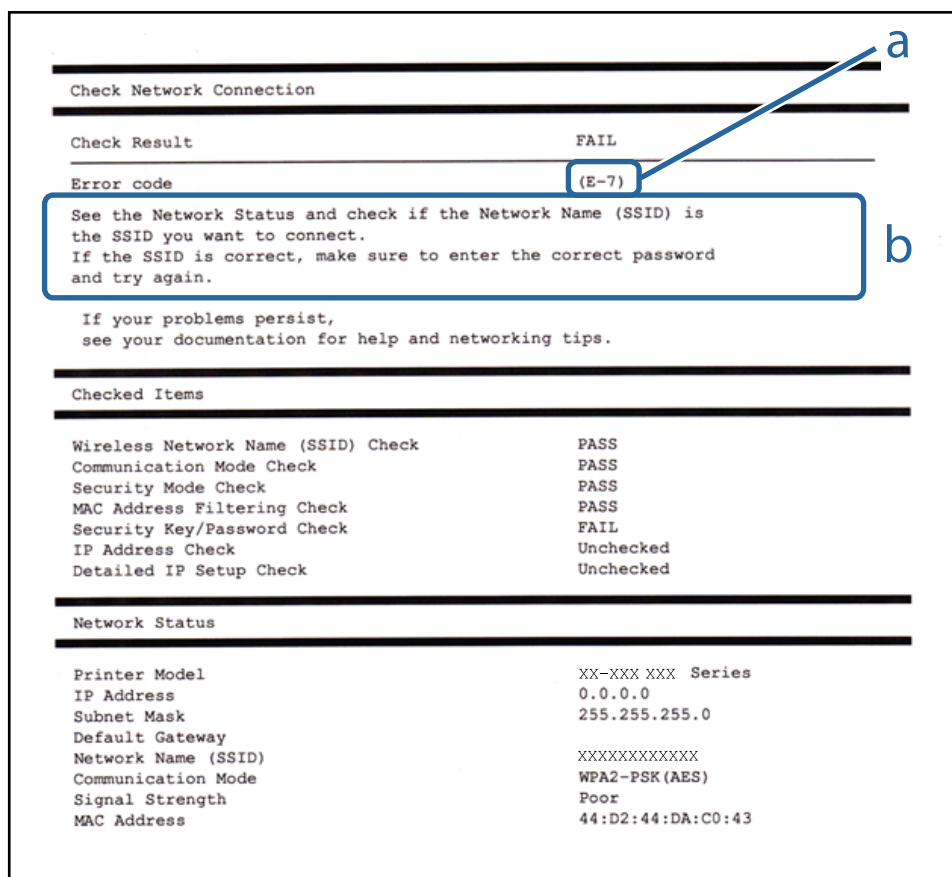 a
Check Network Connection
Check Result FAIL
Error code (E-7)
See the Network Status and check if the Network Name (SSID) is
the SSID you want to connect.
If the SSID is correct, make sure to enter the correct password
and try again.
b
If your problems persist,
see your documentation for help and networking tips.
Checked Items
Wireless Network Name (SSID) Check PASS
Communication Mode Check PASS
Security Mode Check PASS
MAC Address Filtering Check PASS
Security Key/Password Check FAIL
IP Address Check Unchecked
Detailed IP Setup Check Unchecked
Network Status
Printer Model XX-XXX XXX Series
IP Address 0.0.0.0
Subnet Mask 255.255.255.0
Default Gateway
Network Name (SSID) XXXXXXXXXXXX
Communication Mode WPA2-PSK(AES)
Signal Strength Poor
MAC Address 44:D2:44:DA:C0:43